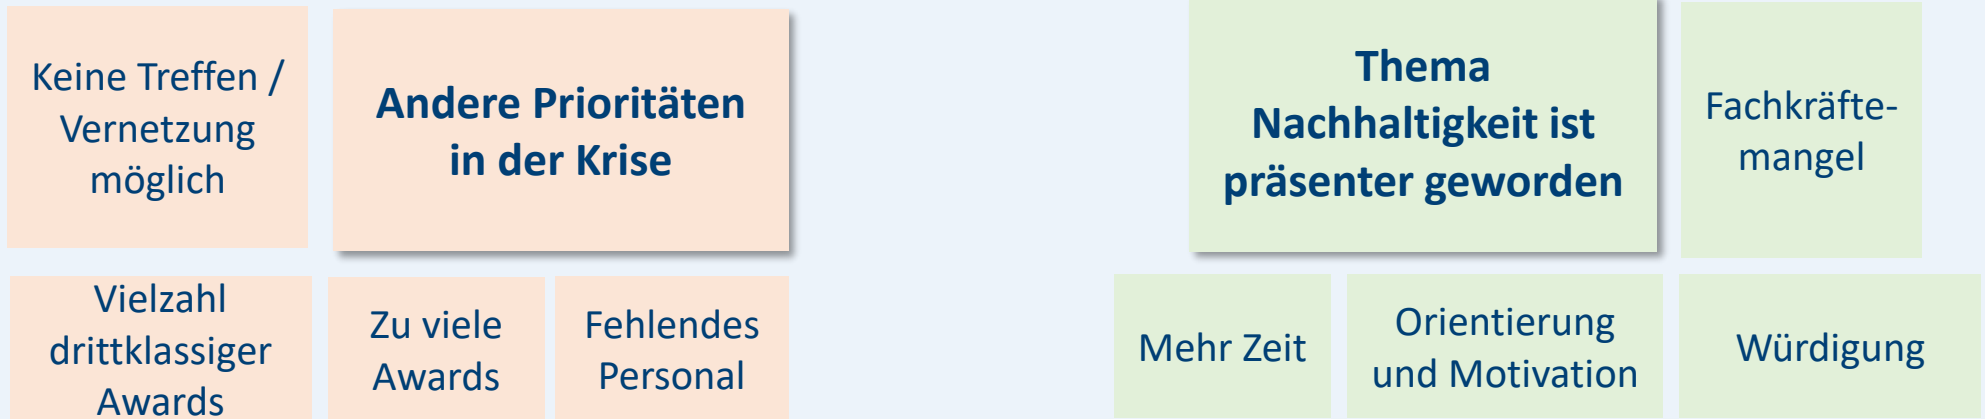 Keine Treffen /
Vernetzung
möglich
Andere Prioritäten
in der Krise
Thema
Nachhaltigkeit ist
präsenter geworden
Fachkräfte-
mangel
Vielzahl
drittklassiger
Awards
Zu viele
Awards
Fehlendes
Personal
Mehr Zeit
Orientierung
und Motivation
Würdigung